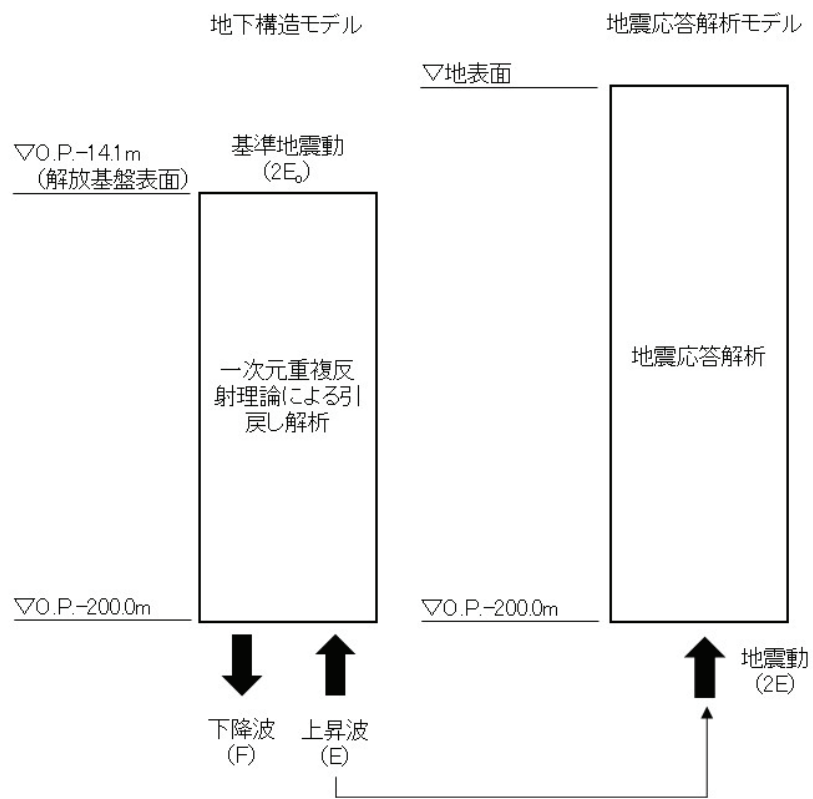 地下構造モデル
▽O.P.-14.1m
(解放基盤表面)
基準地震動
(2E₀)
一次元重複反
射理論による引
戻し解析
▽O.P.-200.0m
下降波
(F)
上昇波
(E)
地震応答解析モデル
▽地表面
地震応答解析
▽O.P.-200.0m
地震動
(2E)